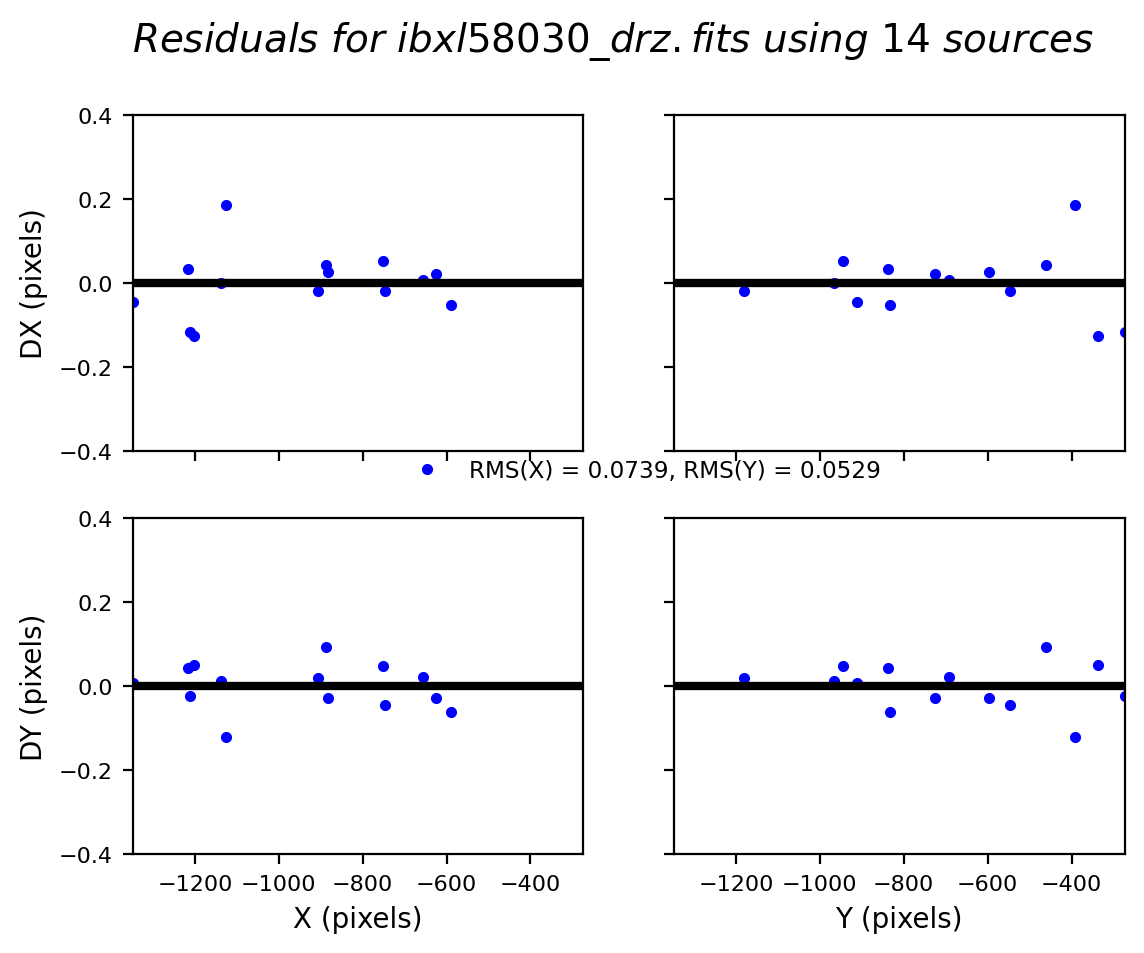 Residuals for ibxl58030_drz.fits using 14 sources
0.4
0.2
0.0
−0.2
−0.4
DX (pixels)
RMS(X) = 0.0739, RMS(Y) = 0.0529
0.4
0.2
0.0
−0.2
−0.4
DY (pixels)
−1200 −1000 −800 −600 −400
−1200 −1000 −800 −600 −400
X (pixels)
Y (pixels)